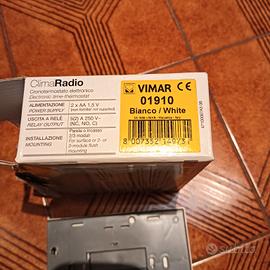 ClimaRadio
Cronotermostato elettronico
Electronic time-thermostat
ALIMENTAZIONE
POWER SUPPLY
2 x AA 1,5 V
USCITA A RELÈ
RELAY OUTPUT
5(2) A 250 V~
(NC, NO, C)
INSTALLAZIONE
MOUNTING
Parete o incasso
2/3 moduli
For surface or 2- or
3-module flush
mounting
VIMAR CE
01910
Bianco / White
8 007352 149731
subito